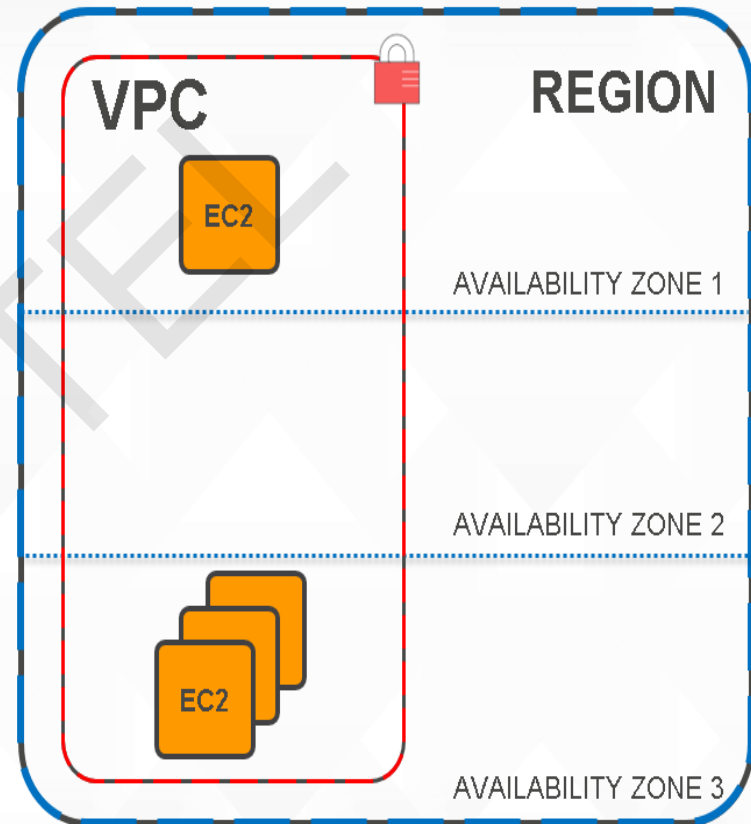 VPC
REGION
EC2
AVAILABILITY ZONE 1
AVAILABILITY ZONE 2
EC2
AVAILABILITY ZONE 3